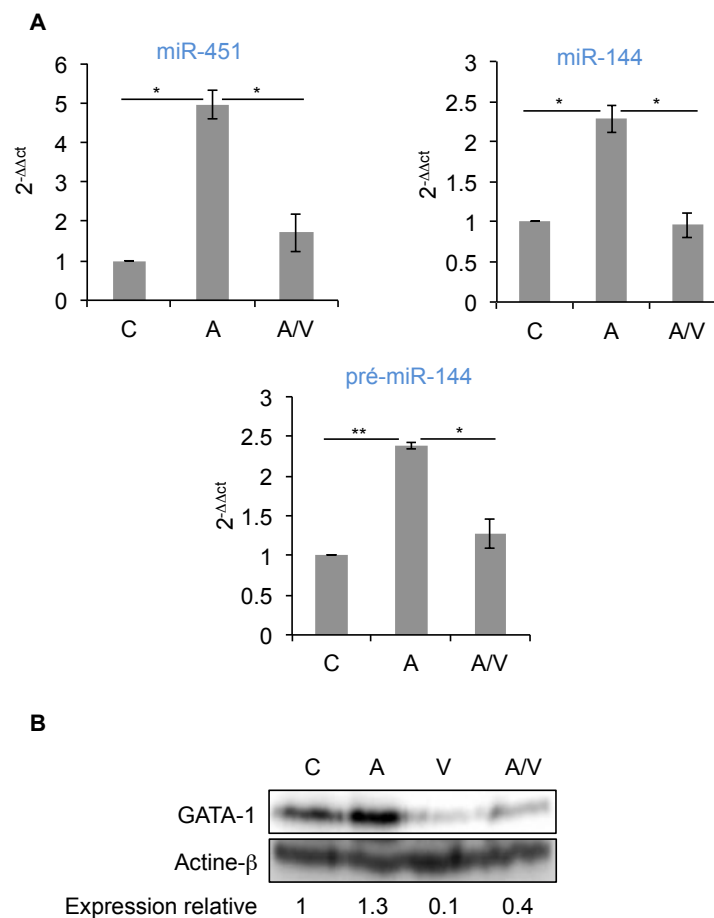 A
miR-451
6
5
4
3
2
1
0
2-ΔΔct
* *
C A A/V
miR-144
3
2.5
2
1.5
1
0.5
0
2-ΔΔct
* *
C A A/V
pré-miR-144
3
2.5
2
1.5
1
0.5
0
2-ΔΔct
** *
C A A/V
B
C A V A/V
GATA-1
Actine-β
Expression relative 1 1.3 0.1 0.4